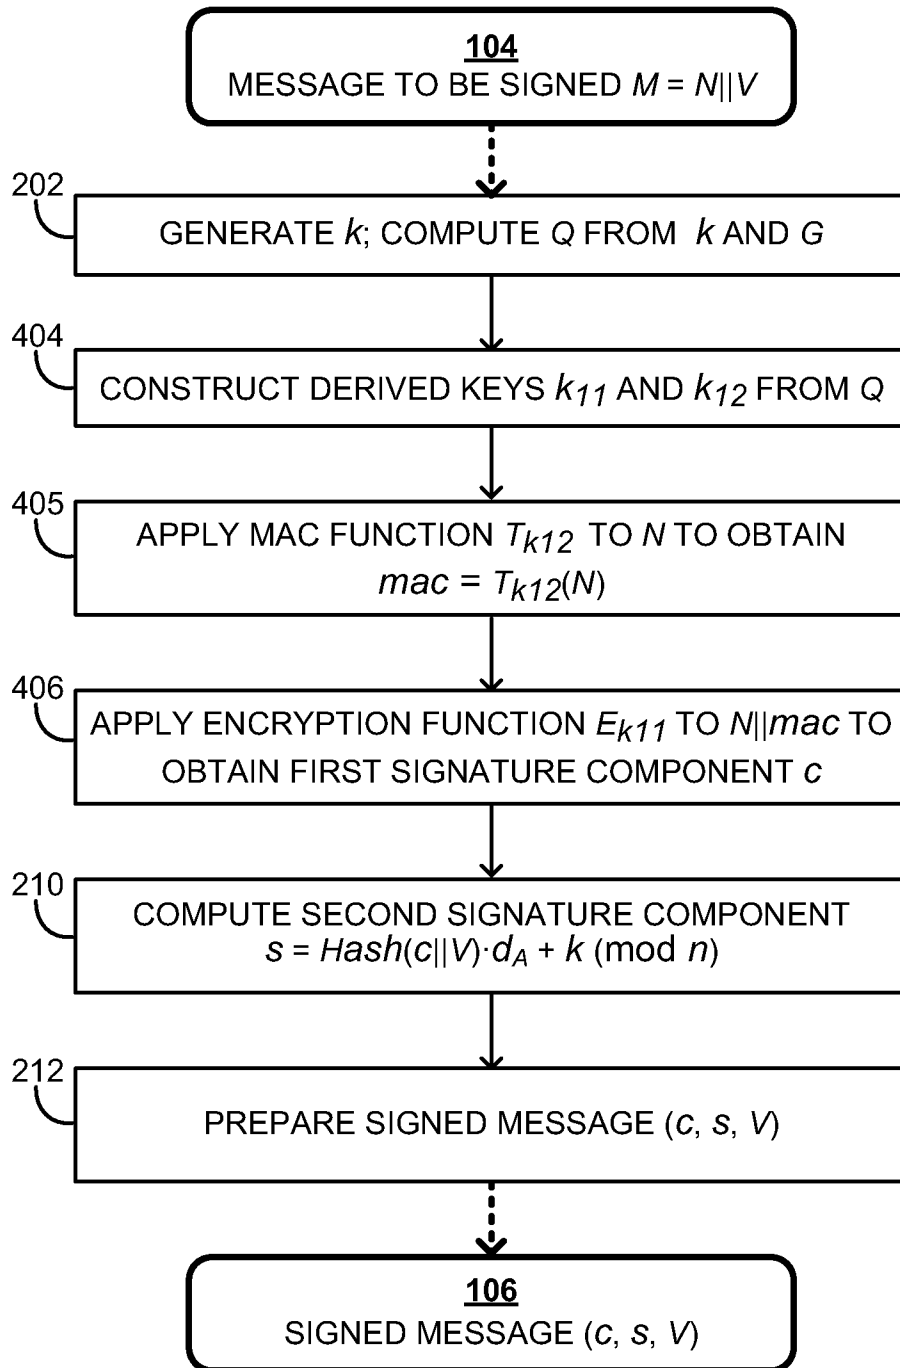 104
MESSAGE TO BE SIGNED M = N||V
202
GENERATE k; COMPUTE Q FROM k AND G
404
CONSTRUCT DERIVED KEYS k11 AND k12 FROM Q
405
APPLY MAC FUNCTION Tk12 TO N TO OBTAIN
mac = Tk12(N)
406
APPLY ENCRYPTION FUNCTION Ek11 TO N||mac TO
OBTAIN FIRST SIGNATURE COMPONENT c
210
COMPUTE SECOND SIGNATURE COMPONENT
s = Hash(c||V)·dA + k (mod n)
212
PREPARE SIGNED MESSAGE (c, s, V)
106
SIGNED MESSAGE (c, s, V)